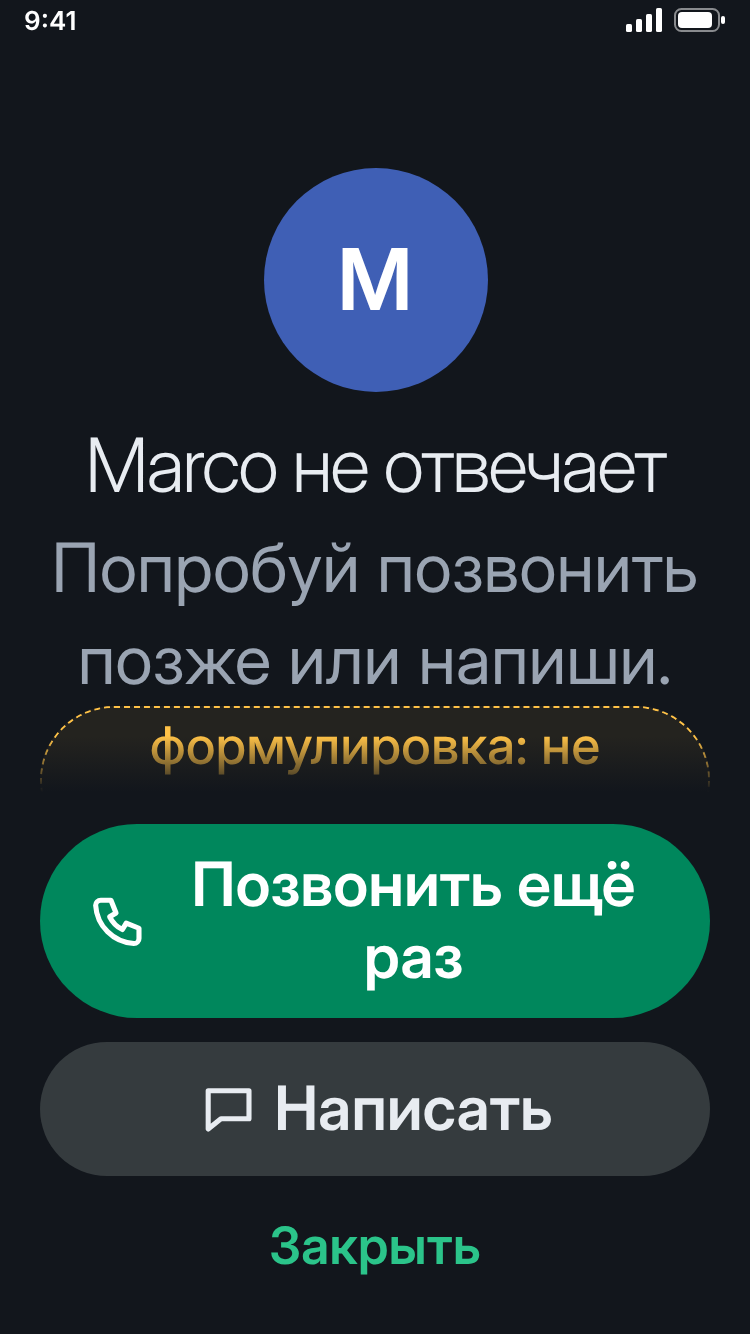 9:41
M
Marco не отвечает
Попробуй позвонить
позже или напиши.
формулировка: не
Позвонить ещё
раз
Написать
Закрыть